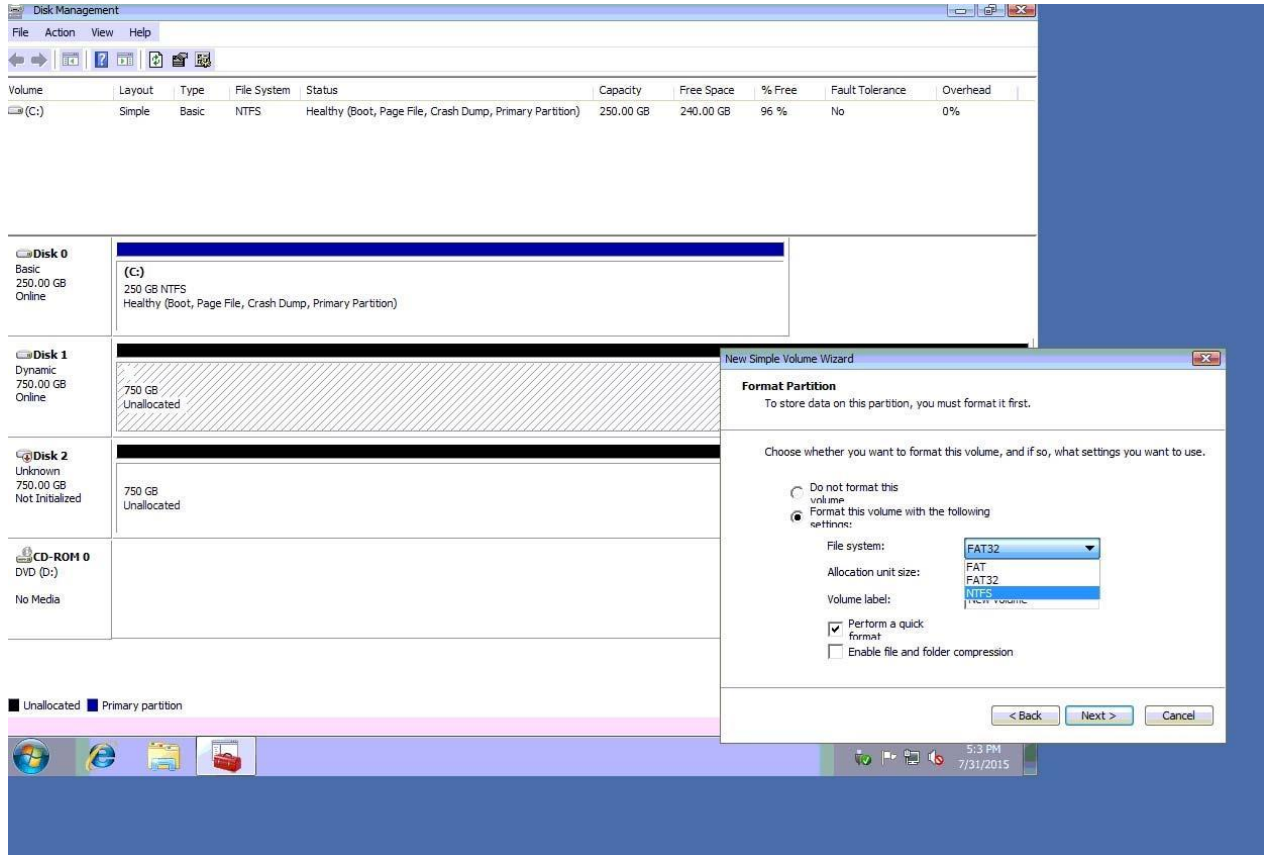 Disk Management
File Action View Help
Volume Layout Type File System Status Capacity Free Space % Free Fault Tolerance Overhead
(C:) Simple Basic NTFS Healthy (Boot, Page File, Crash Dump, Primary Partition) 250.00 GB 240.00 GB 96 % No 0%
Disk 0
Basic
250.00 GB
Online
(C:)
250 GB NTFS
Healthy (Boot, Page File, Crash Dump, Primary Partition)
Disk 1
Dynamic
750.00 GB
Online
750 GB
Unallocated
Disk 2
Unknown
750.00 GB
Not Initialized
750 GB
Unallocated
CD-ROM 0
DVD (D:)
No Media
Unallocated Primary partition
New Simple Volume Wizard
Format Partition
To store data on this partition, you must format it first.
Choose whether you want to format this volume, and if so, what settings you want to use.
Do not format this
volume
Format this volume with the following
settings:
File system: FAT32
FAT
FAT32
NTFS
Allocation unit size:
Volume label: New Volume
Perform a quick
format
Enable file and folder compression
< Back Next > Cancel
5:3 PM
7/31/2015